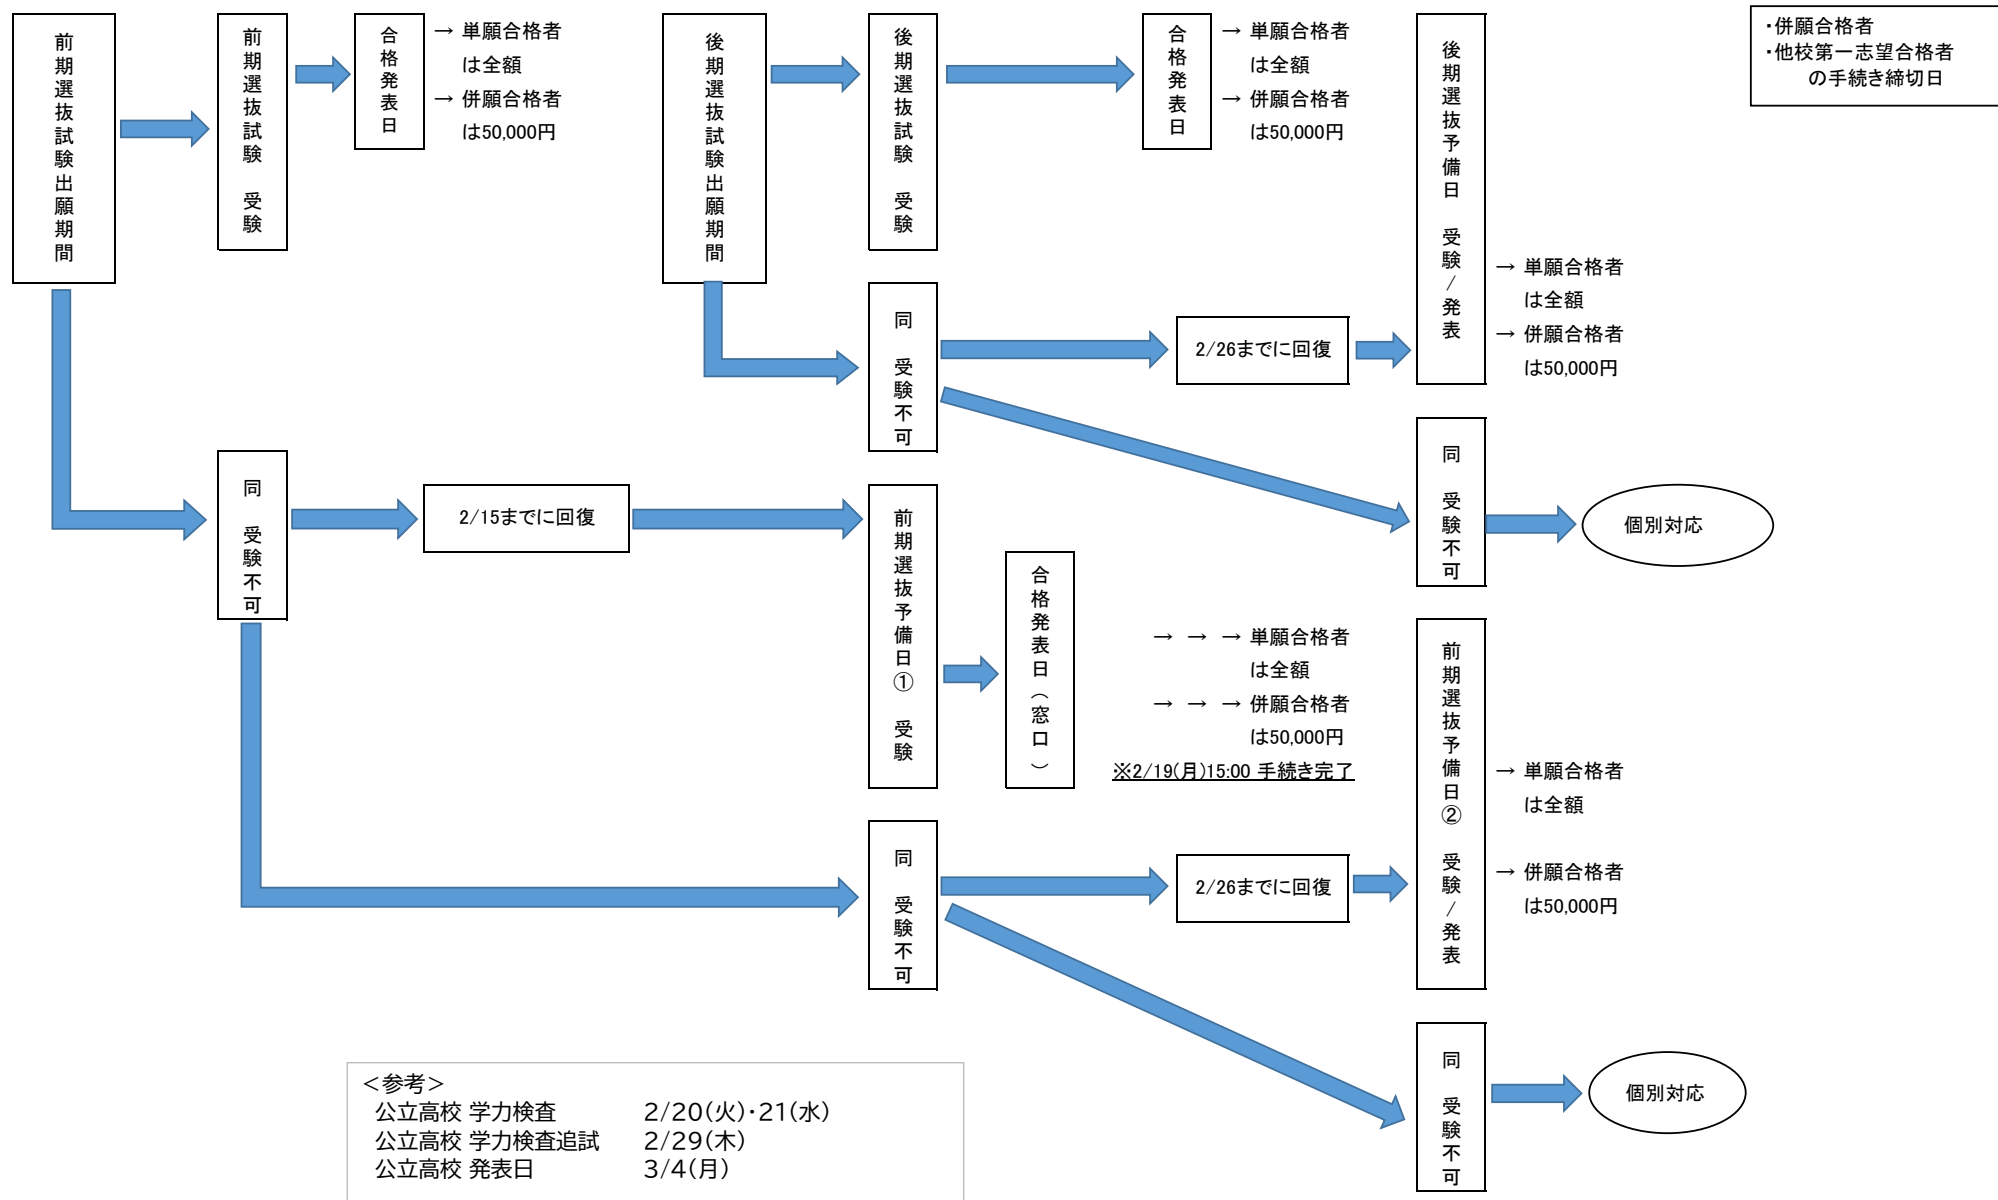 前期選抜試験出願期間
前期選抜試験 受験
合格発表日
→ 単願合格者
は全額
→ 併願合格者
は50,000円
後期選抜試験出願期間
後期選抜試験 受験
合格発表日
→ 単願合格者
は全額
→ 併願合格者
は50,000円
後期選抜予備日 受験/発表
→ 単願合格者
は全額
→ 併願合格者
は50,000円
・併願合格者
・他校第一志望合格者
の手続き締切日
同 受験不可
2/26までに回復
同 受験不可
個別対応
同 受験不可
2/15までに回復
前期選抜予備日① 受験
合格発表日（窓口）
→ → → 単願合格者
は全額
→ → → 併願合格者
は50,000円
※2/19(月)15:00 手続き完了
前期選抜予備日② 受験/発表
→ 単願合格者
は全額
→ 併願合格者
は50,000円
同 受験不可
2/26までに回復
同 受験不可
個別対応
＜参考＞
公立高校 学力検査 2/20(火)・21(水)
公立高校 学力検査追試 2/29(木)
公立高校 発表日 3/4(月)